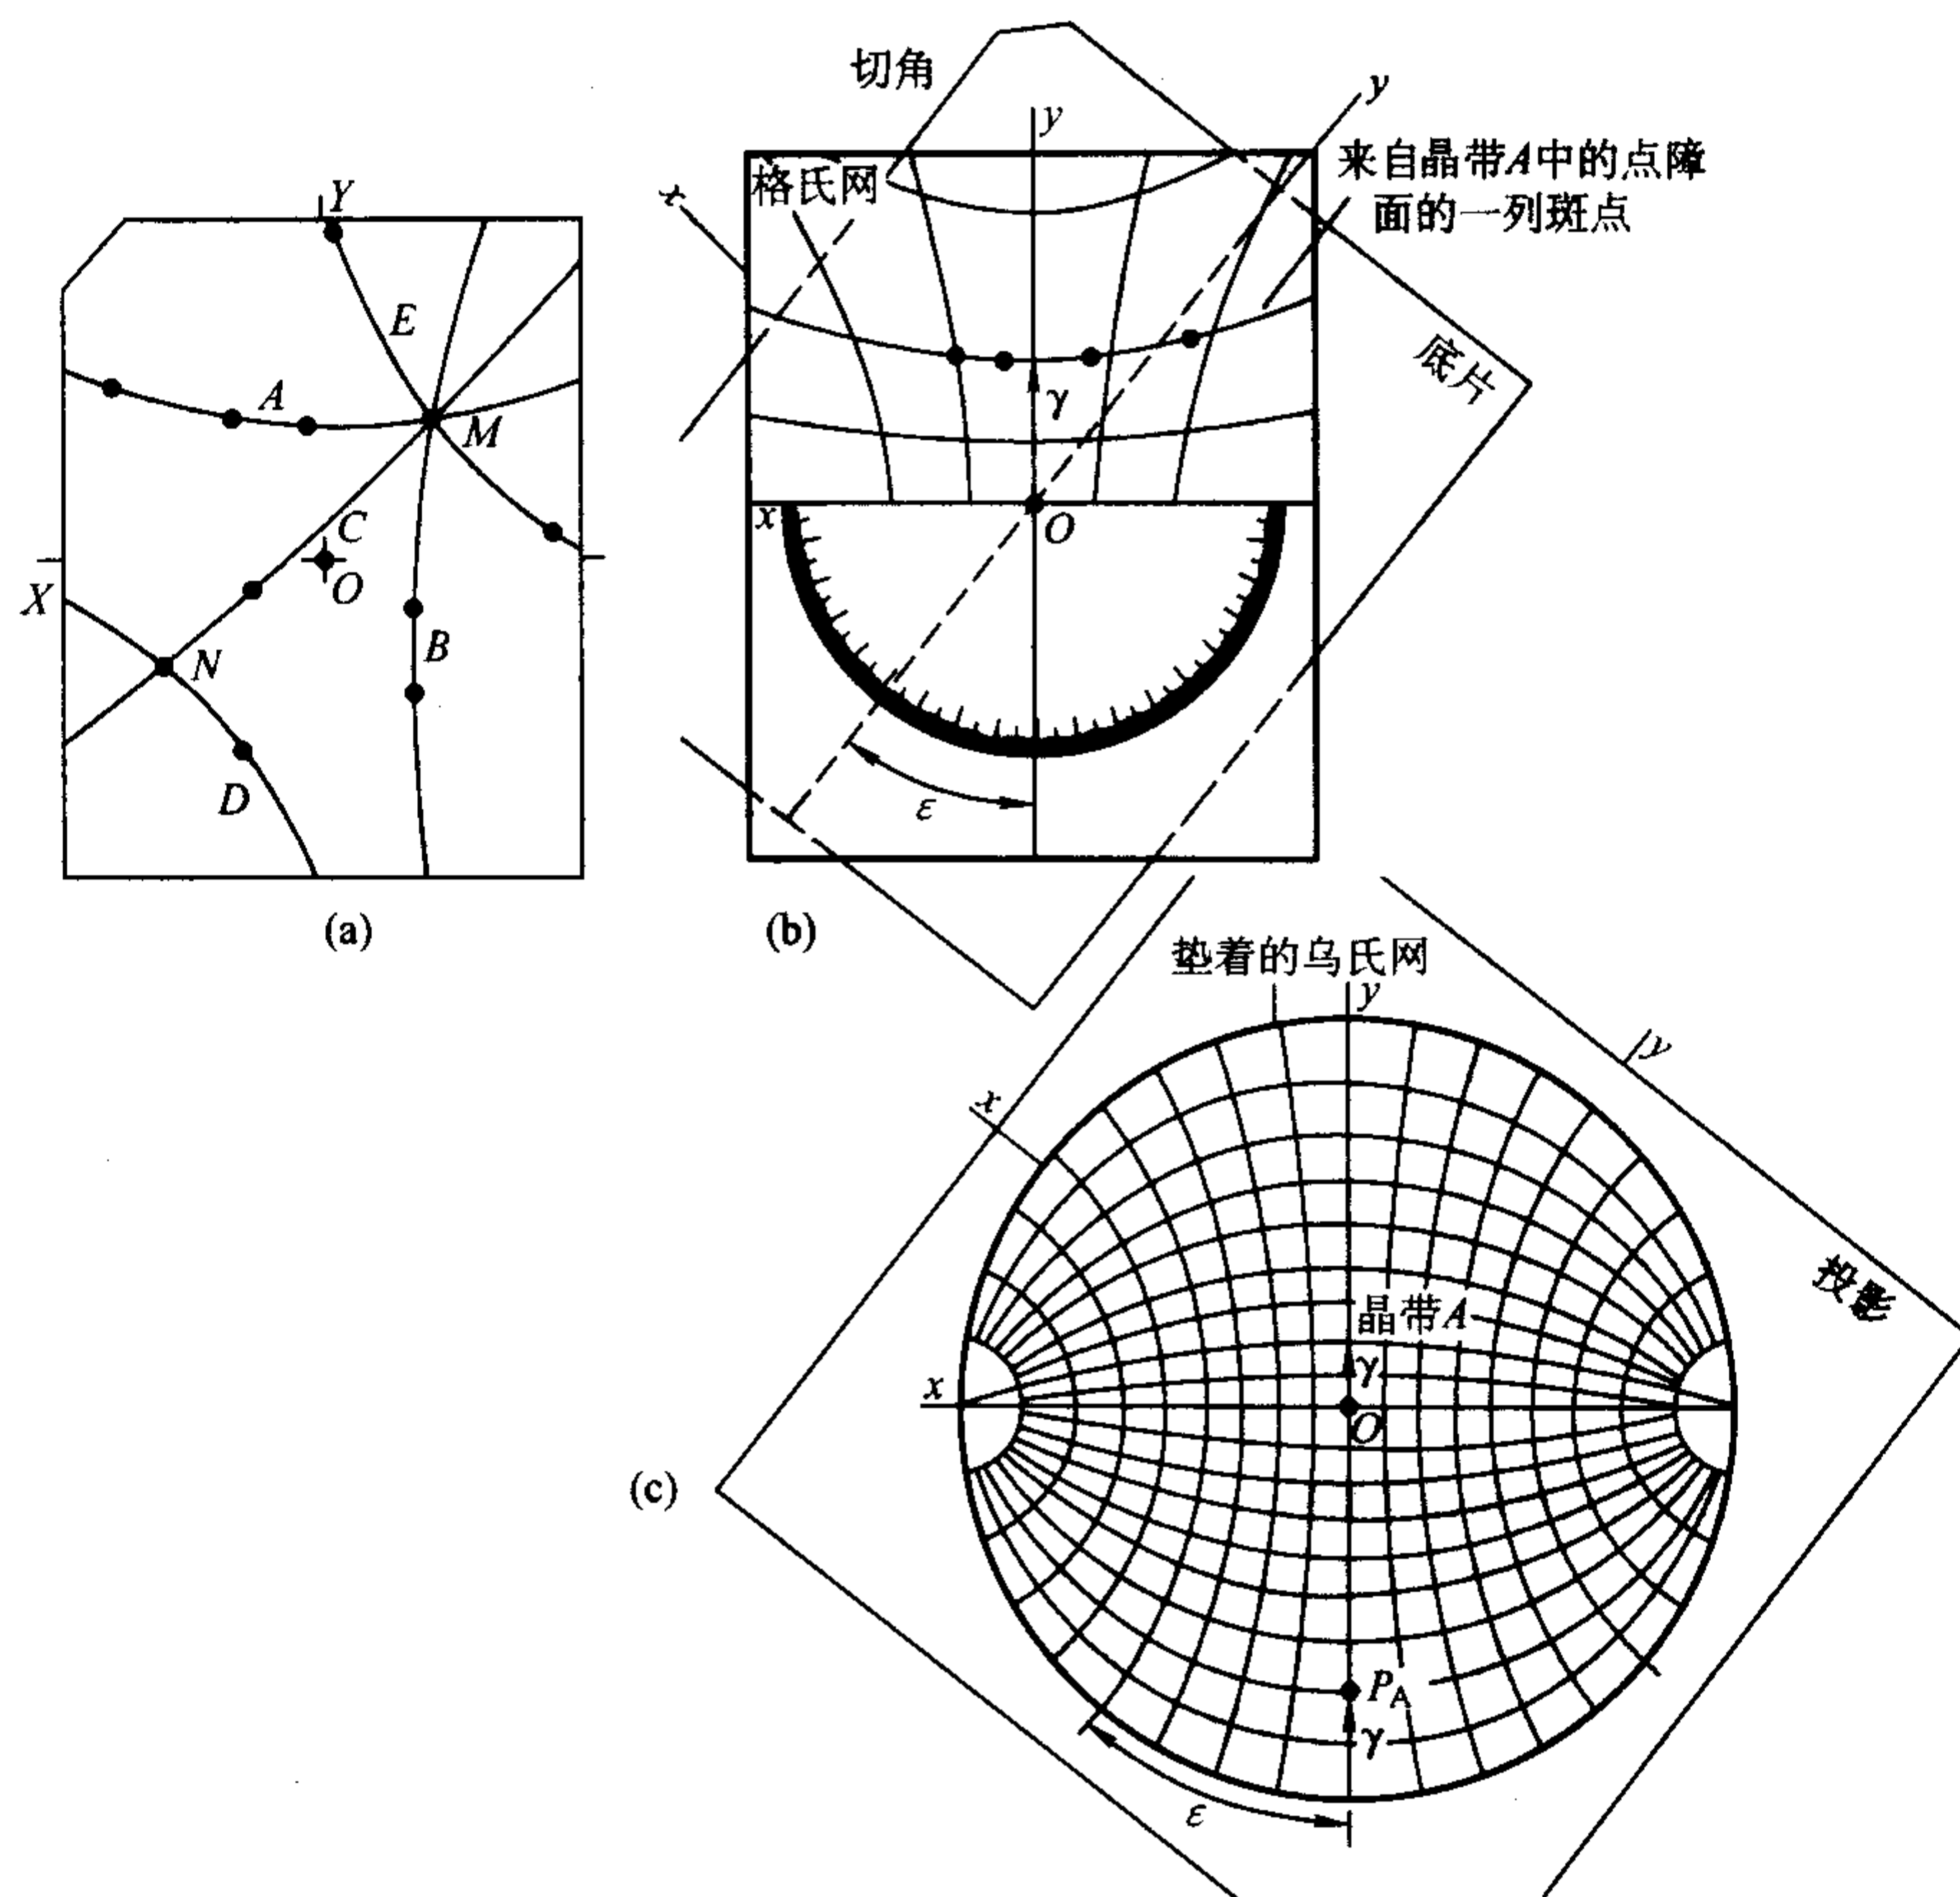 Y
E
A
M
C
O
X
N
B
D
(a)
切角
y
y
来自晶带A中的点障
面的一列斑点
x
格氏网
底片
γ
x
O
ε
(b)
垫着的乌氏网
y
y
x
投影
晶带A
γ
x
O
(c)
P_A
γ
ε